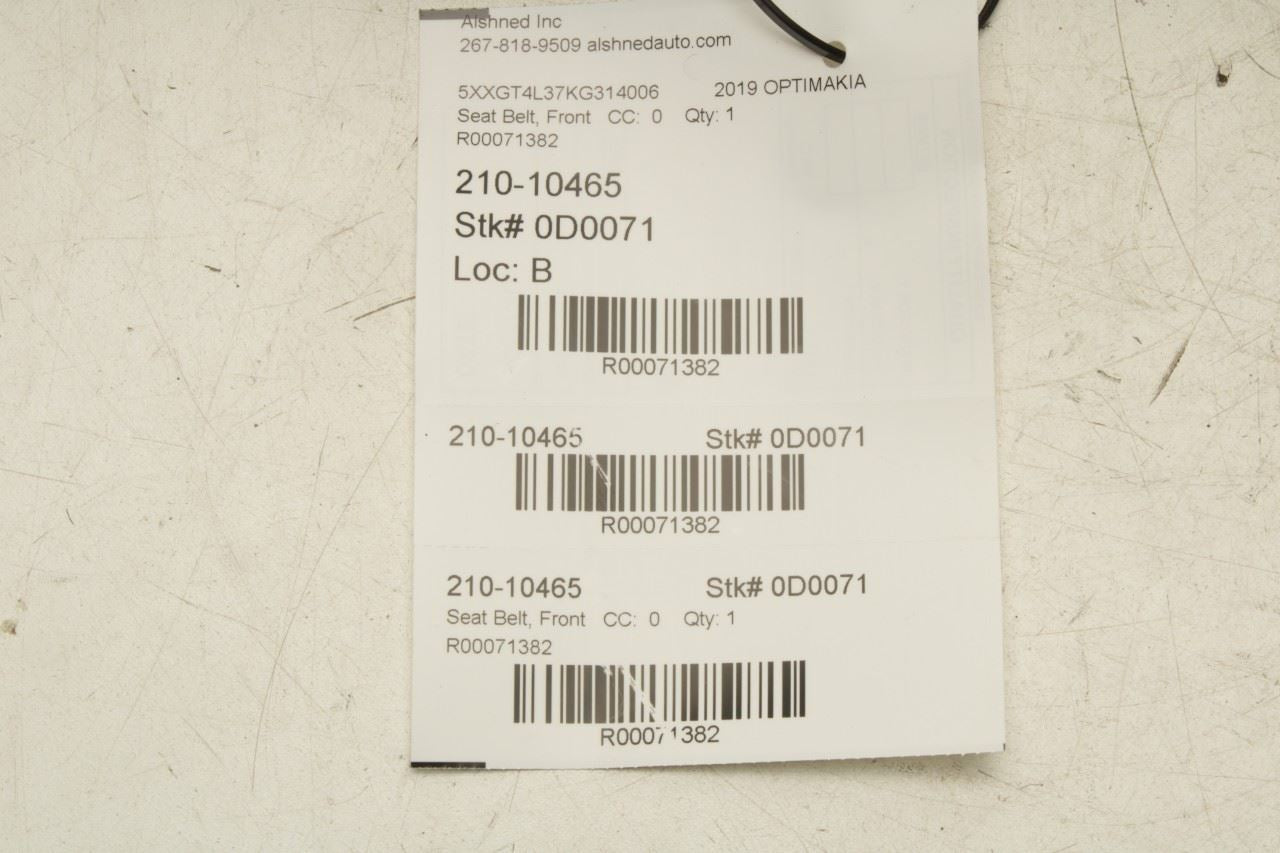 Alshned Inc
267-818-9509 alshnedauto.com
5XXGT4L37KG314006 2019 OPTIMAKIA
Seat Belt, Front CC: 0 Qty: 1
R00071382
210-10465
Stk# 0D0071
Loc: B
R00071382
210-10465 Stk# 0D0071
R00071382
210-10465 Stk# 0D0071
Seat Belt, Front CC: 0 Qty: 1
R00071382
R00071382